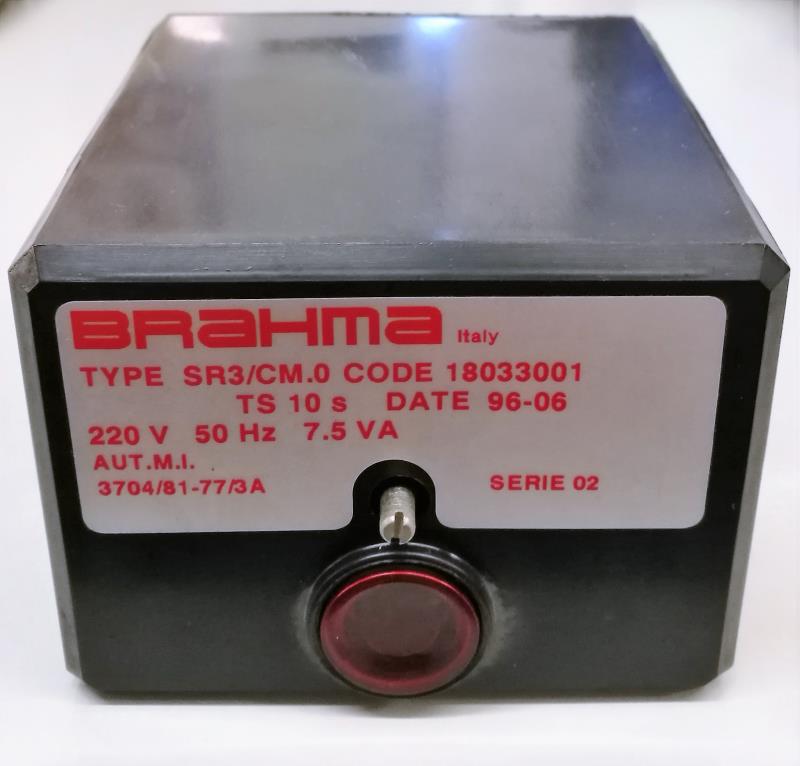 BRAHMA Italy
TYPE SR3/CM.0 CODE 18033001
TS 10 s DATE 96-06
220 V 50 Hz 7.5 VA
AUT.M.I.
3704/81-77/3A SERIE 02